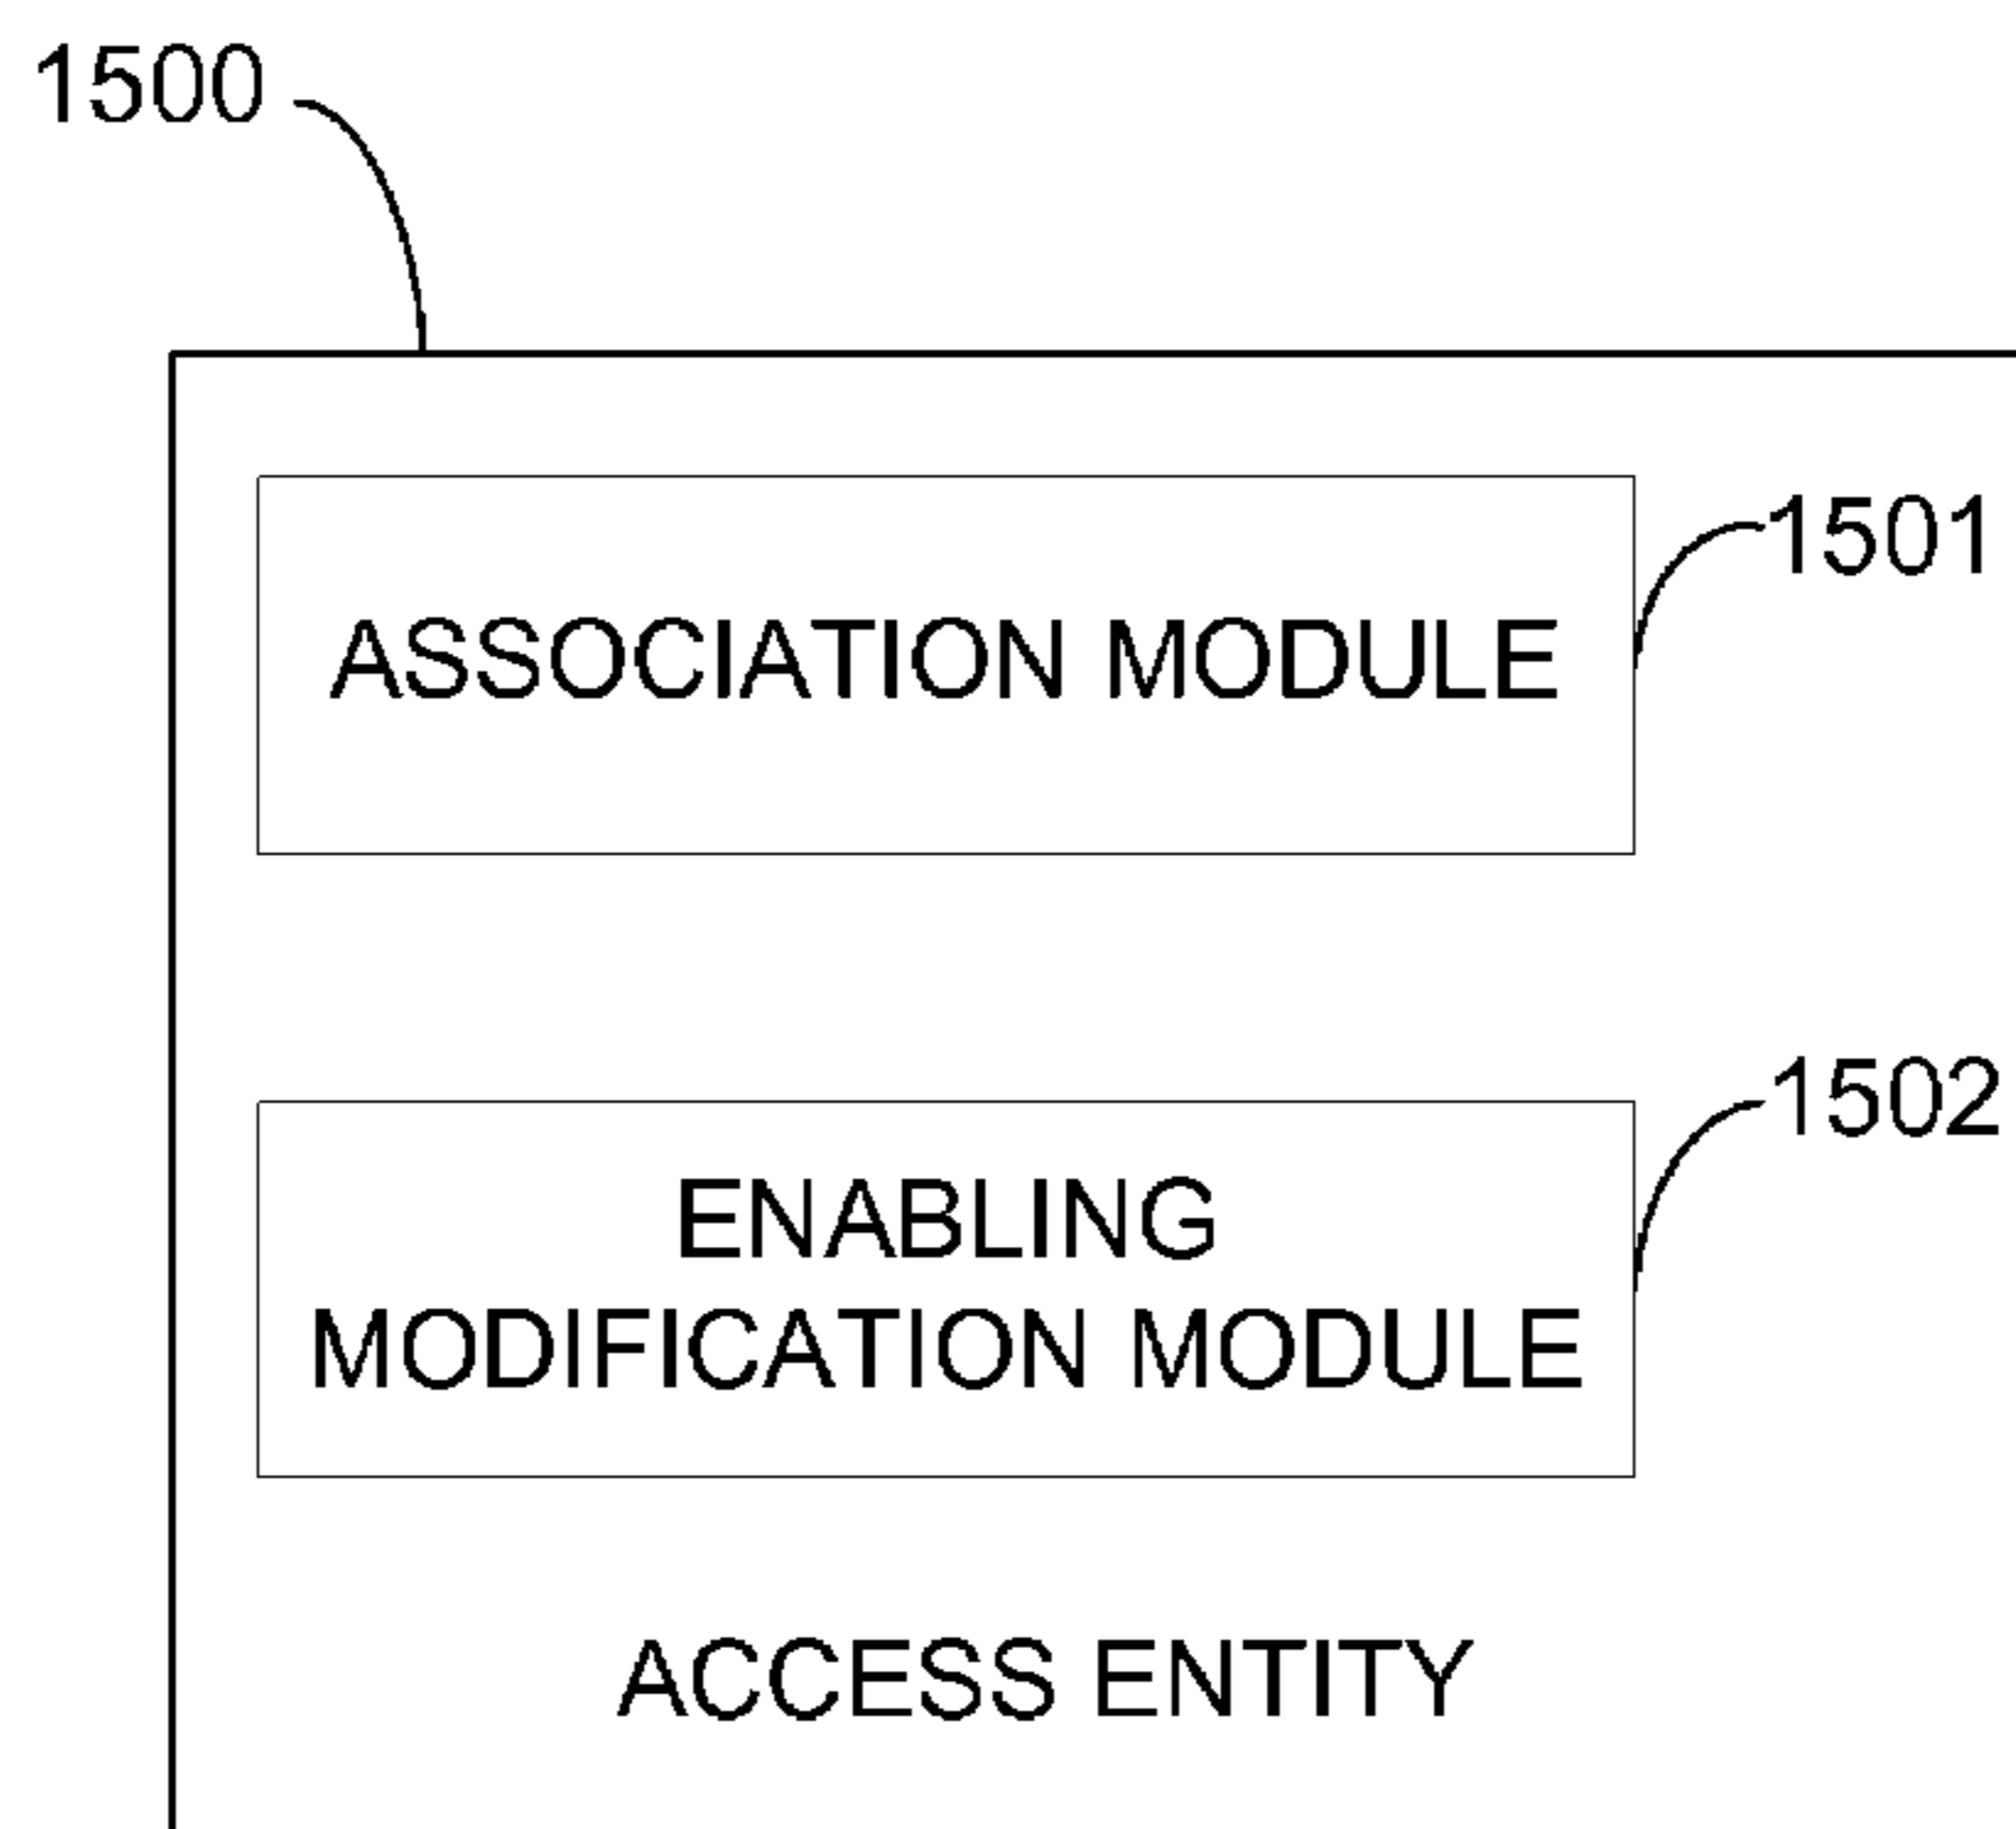 1500
1501
ASSOCIATION MODULE
1502
ENABLING
MODIFICATION MODULE
ACCESS ENTITY